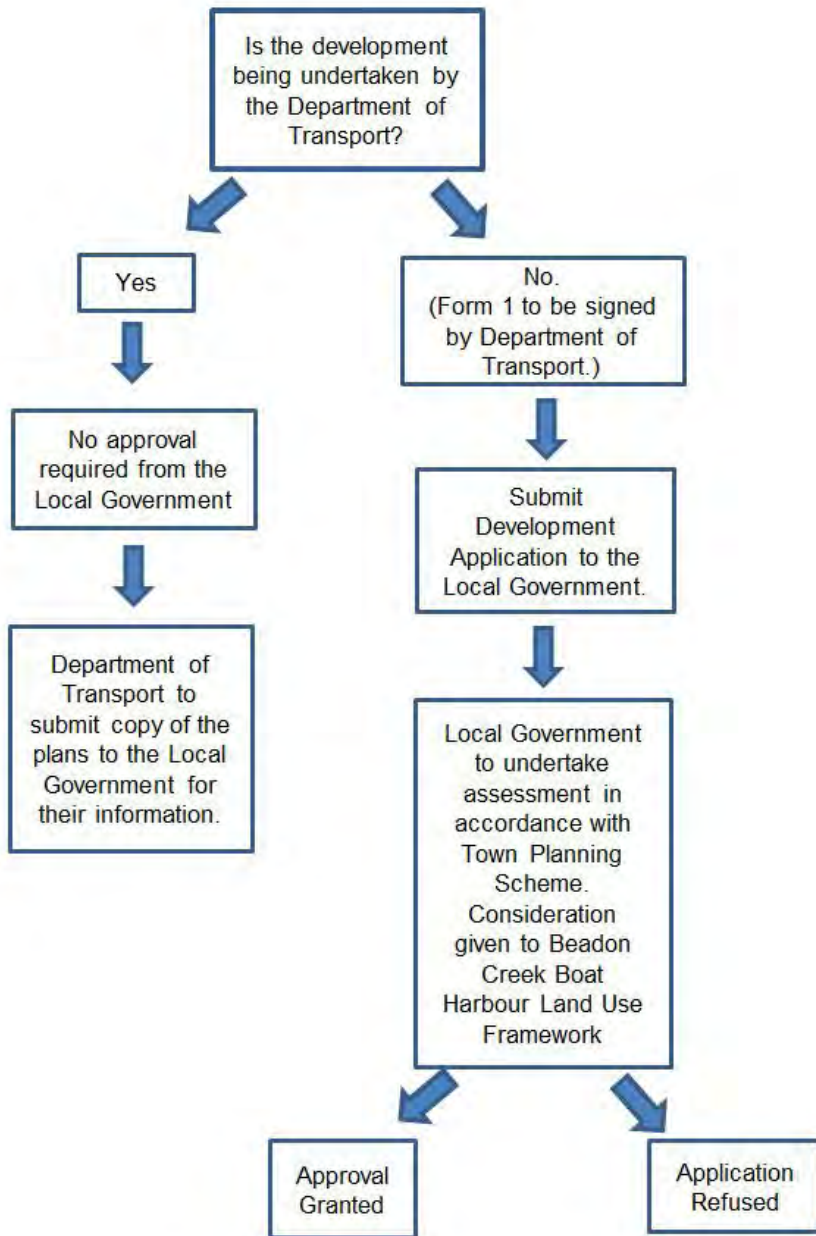 Is the development
being undertaken by
the Department of
Transport?
Yes
No.
(Form 1 to be signed
by Department of
Transport.)
No approval
required from the
Local Government
Submit
Development
Application to the
Local Government.
Department of
Transport to
submit copy of the
plans to the Local
Government for
their information.
Local Government
to undertake
assessment in
accordance with
Town Planning
Scheme.
Consideration
given to Beadon
Creek Boat
Harbour Land Use
Framework
Approval
Granted
Application
Refused